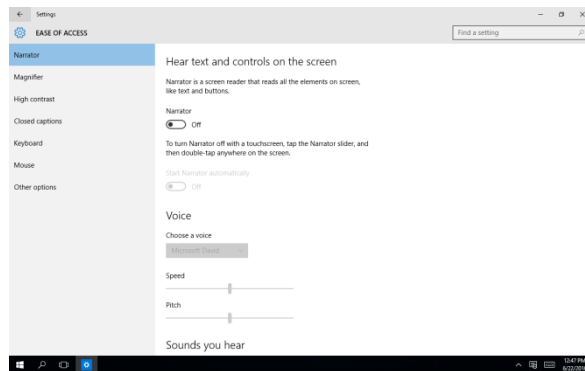 Settings
EASE OF ACCESS
Find a setting
Narrator
Magnifier
High contrast
Closed captions
Keyboard
Mouse
Other options
Hear text and controls on the screen
Narrator is a screen reader that reads all the elements on screen,
like text and buttons.
Narrator
Off
To turn Narrator off with a touchscreen, tap the Narrator slider, and
then double-tap anywhere on the screen.
Start Narrator automatically
Off
Voice
Choose a voice
Microsoft David
Speed
Pitch
Sounds you hear
12:47 PM